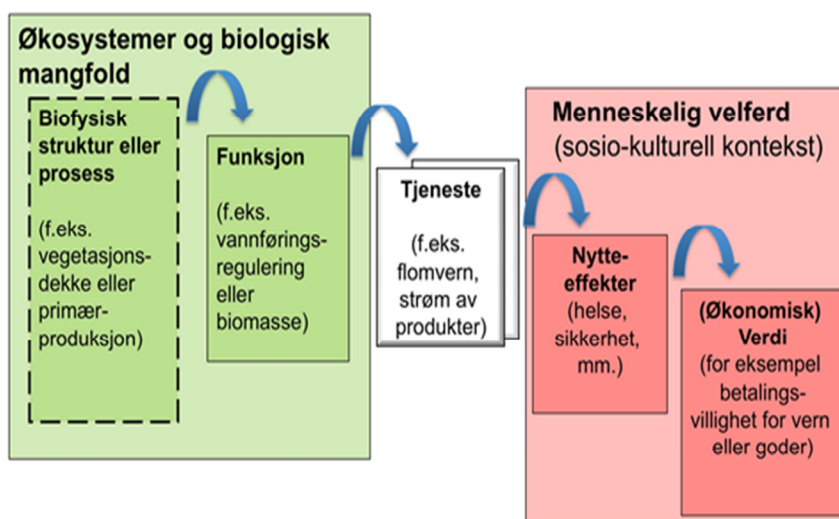 Økosystemer og biologisk
mangfold
Biofysisk
struktur eller
prosess
(f.eks.
vegetasjons-
dekke eller
primær-
produksjon)
Funksjon
(f.eks.
vannførings-
regulering
eller
biomasse)
Tjeneste
(f.eks.
flomvern,
strøm av
produkter)
Menneskelig velferd
(sosio-kulturell kontekst)
Nytte-
effekter
(helse,
sikkerhet,
mm.)
(Økonomisk)
Verdi
(for eksempel
betalings-
villighet for vern
eller goder)